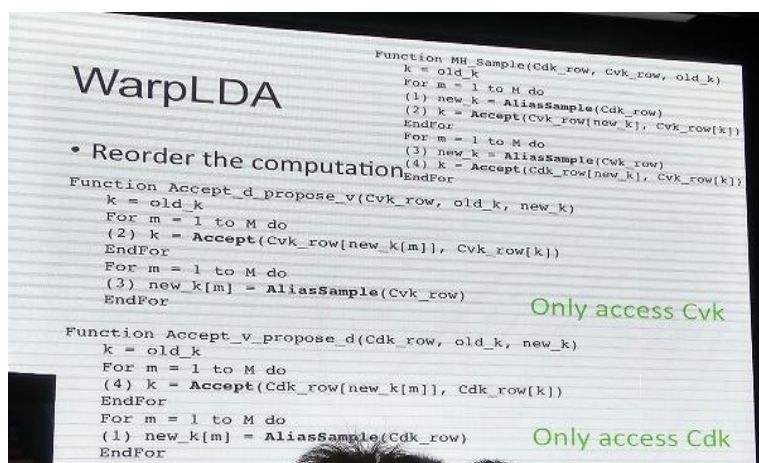 WarpLDA
Function MH_Sample(Cdk_row, Cvk_row, old_k)
k = old_k
For m = 1 to M do
(1) new_k = AliasSample(Cdk_row)
(2) k = Accept(Cvk_row[new_k], Cvk_row[k])
EndFor
For m = 1 to M do
(3) new_k = AliasSample(Cwk_row)
(4) k = Accept(Cdk_row[new_k], Cvk_row[k])
EndFor
• Reorder the computation
Function Accept_d_propose_v(Cvk_row, old_k, new_k)
k = old_k
For m = 1 to M do
(2) k = Accept(Cvk_row[new_k[m]], Cvk_row[k])
EndFor
For m = 1 to M do
(3) new_k[m] = AliasSample(Cvk_row)
EndFor
Only access Cvk
Function Accept_v_propose_d(Cdk_row, old_k, new_k)
k = old_k
For m = 1 to M do
(4) k = Accept(Cdk_row[new_k[m]], Cdk_row[k])
EndFor
For m = 1 to M do
(1) new_k[m] = AliasSample(Cdk_row)
EndFor
Only access Cdk